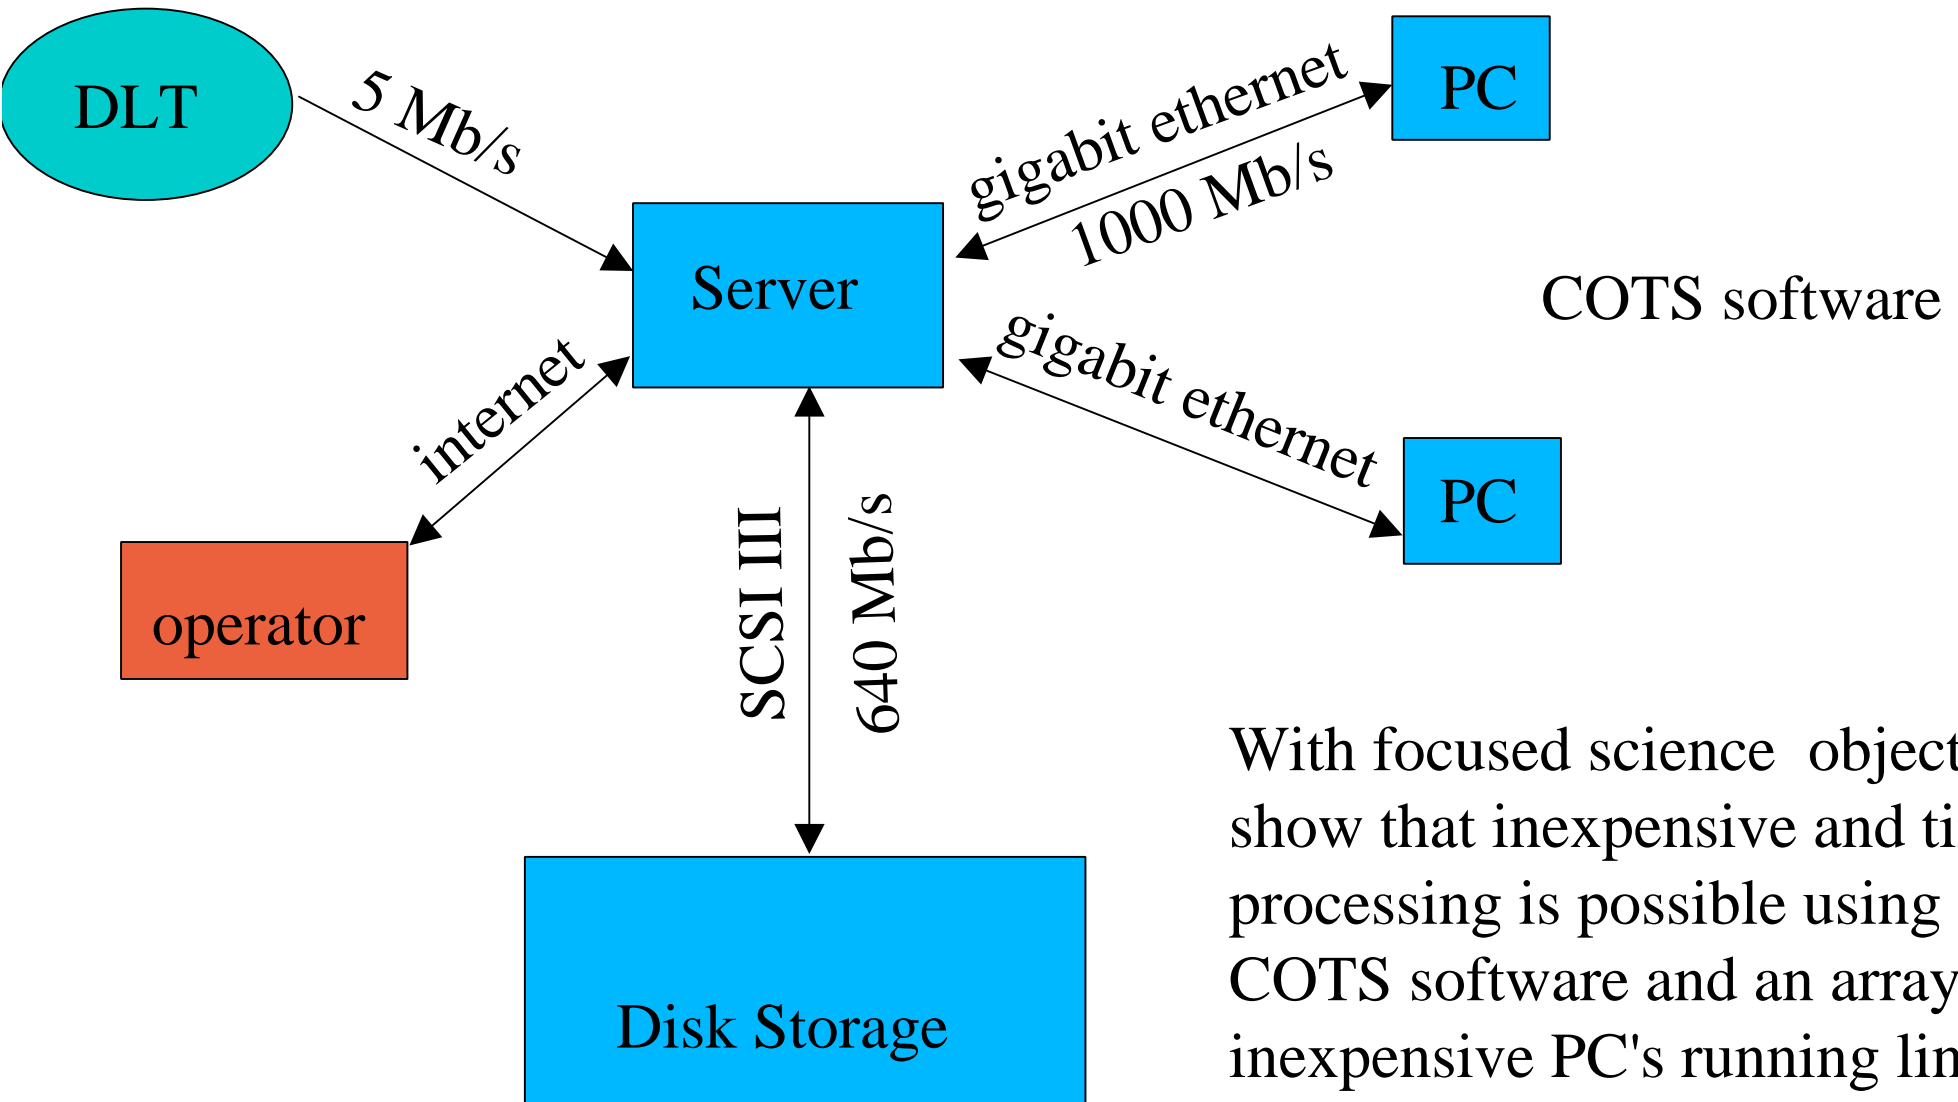 DLT
5 Mb/s
gigabit ethernet
1000 Mb/s
PC
Server
COTS software
internet
gigabit ethernet
PC
operator
SCSI III
640 Mb/s
Disk Storage
With focused science object
show that inexpensive and ti
processing is possible using
COTS software and an array
inexpensive PC's running lin